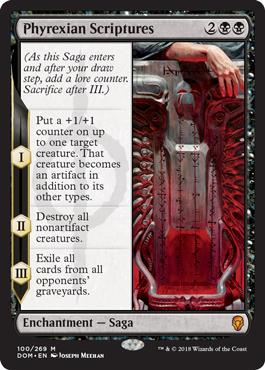 Phyrexian Scriptures 2
(As this Saga enters
and after your draw
step, add a lore counter.
Sacrifice after III.)
I
Put a +1/+1
counter on up
to one target
creature. That
creature becomes
an artifact in
addition to its
other types.
II
Destroy all
nonartifact
creatures.
III
Exile all
cards from all
opponents'
graveyards.
Enchantment — Saga
100/269 M
DOM • EN Joseph Meehan
™ & © 2018 Wizards of the Coast